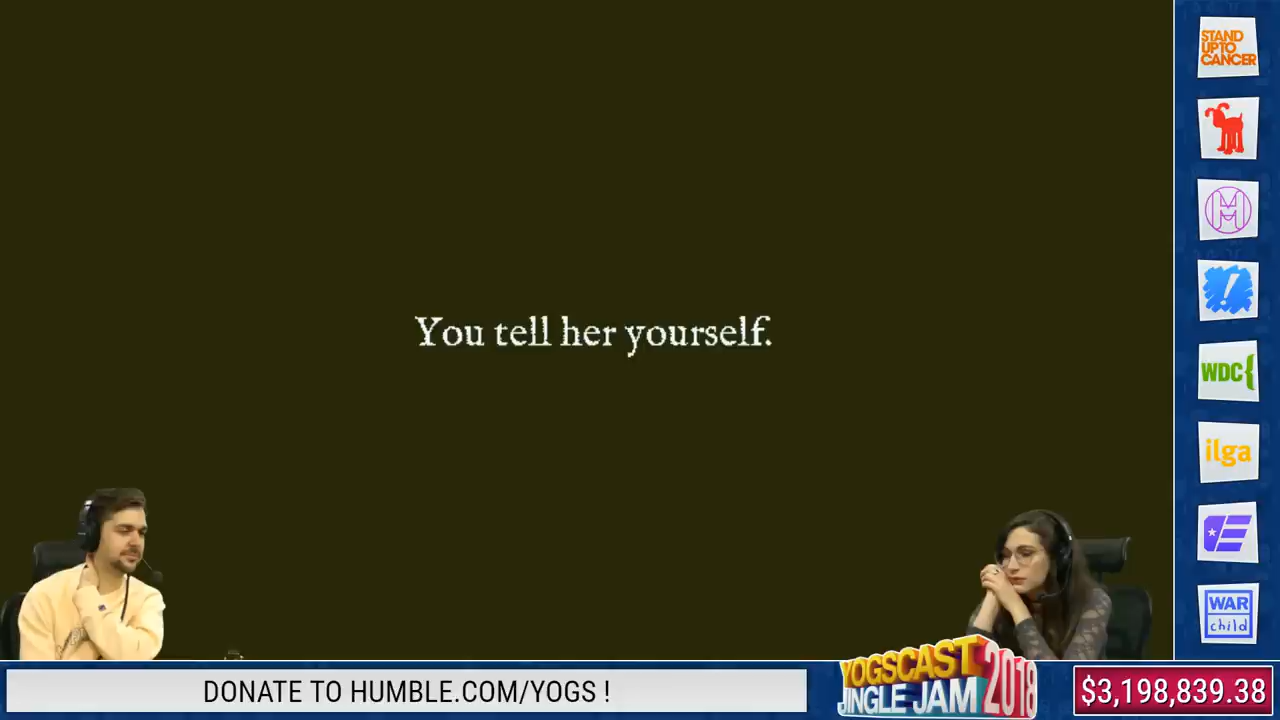 You tell her yourself.
STAND
UP TO
CANCER
WDC
ilga
WAR
child
DONATE TO HUMBLE.COM/YOGS !
YOGSCAST
JINGLE JAM 2018
$3,198,839.38